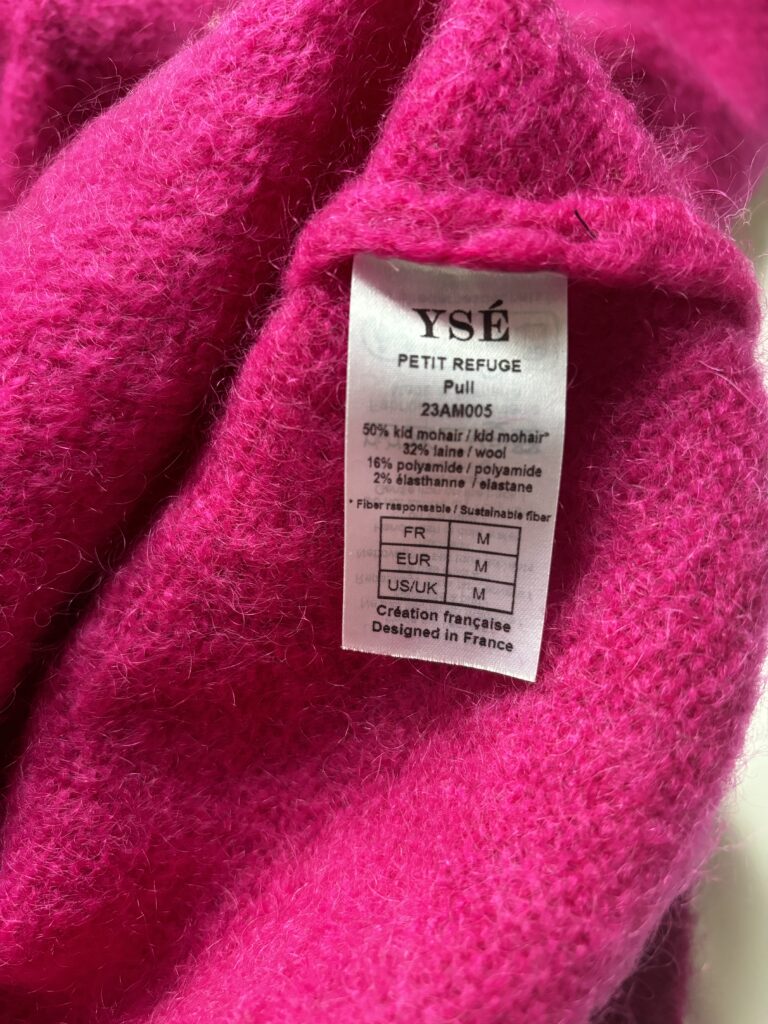 YSÉ
PETIT REFUGE
Pull
23AM005
50% kid mohair / kid mohair*
32% laine / wool
16% polyamide / polyamide
2% élasthanne / elastane
* Fiber responsable / Sustainable fiber
FR M
EUR M
US/UK M
Création française
Designed in France